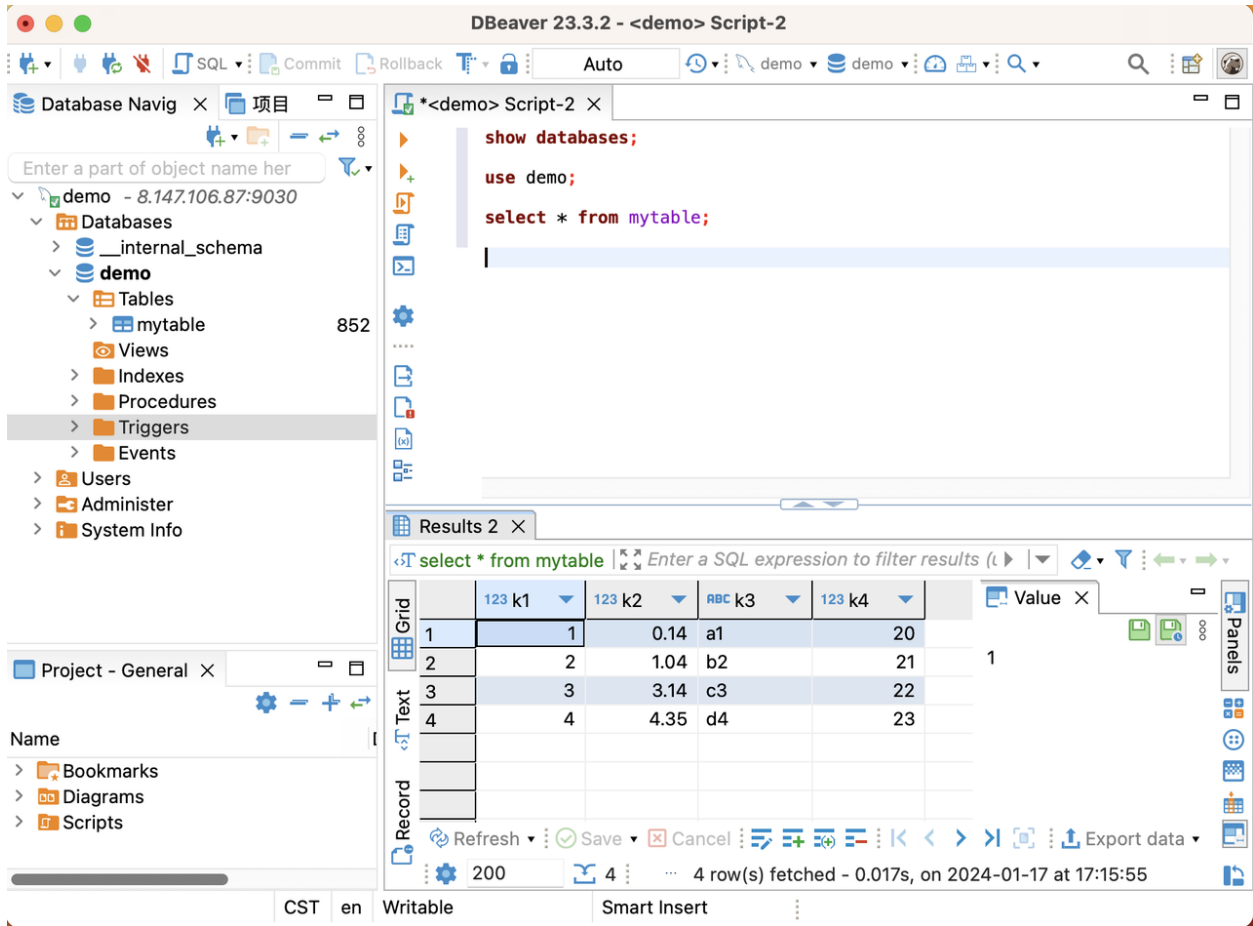 DBeaver 23.3.2 - <demo> Script-2
SQL Commit Rollback Auto demo demo
Database Navig 项目
Enter a part of object name her
demo - 8.147.106.87:9030
Databases
__internal_schema
demo
Tables
mytable 852
Views
Indexes
Procedures
Triggers
Events
Users
Administer
System Info
Project - General
Name
Bookmarks
Diagrams
Scripts
*<demo> Script-2
show databases;
use demo;
select * from mytable;
Results 2
select * from mytable Enter a SQL expression to filter results (
Grid
Text
Record
123 k1 123 k2 ABC k3 123 k4
1 1 0.14 a1 20
2 2 1.04 b2 21
3 3 3.14 c3 22
4 4 4.35 d4 23
Value
1
Panels
Refresh Save Cancel Export data
200 4 ... 4 row(s) fetched - 0.017s, on 2024-01-17 at 17:15:55
CST en Writable Smart Insert